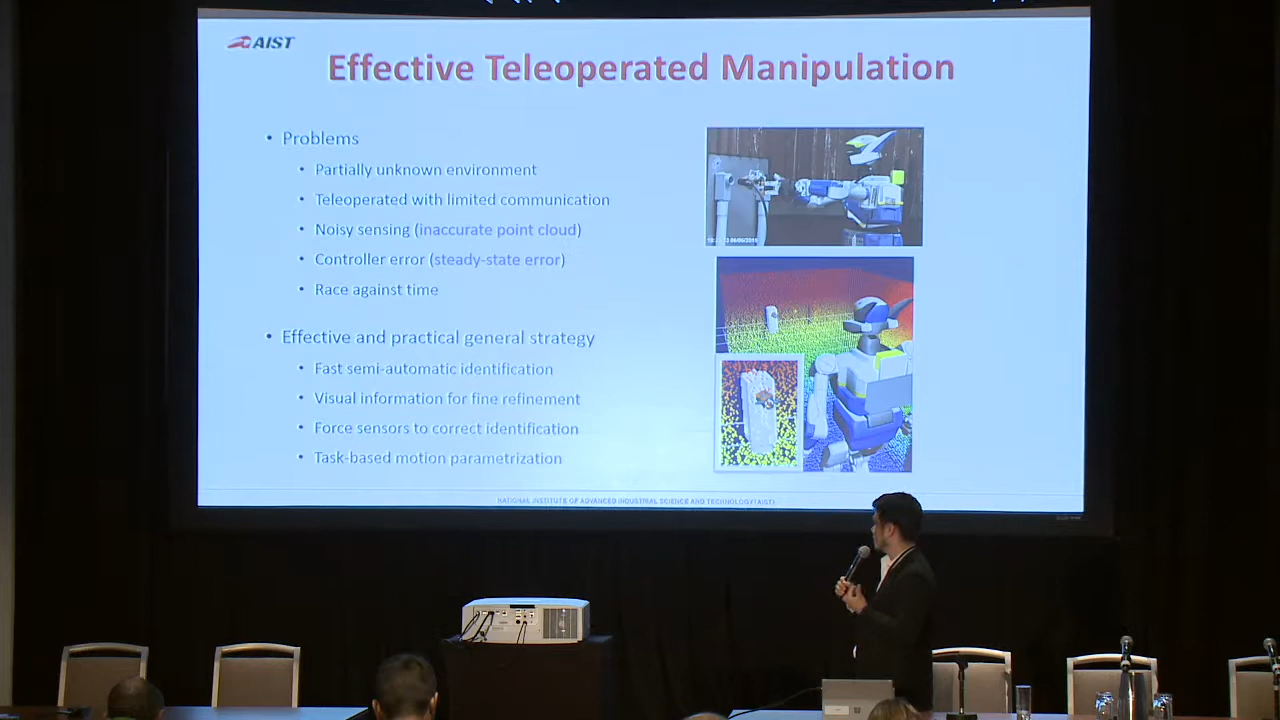 AIST
Effective Teleoperated Manipulation
• Problems
• Partially unknown environment
• Teleoperated with limited communication
• Noisy sensing (inaccurate point cloud)
• Controller error (steady-state error)
• Race against time
• Effective and practical general strategy
• Fast semi-automatic identification
• Visual information for fine refinement
• Force sensors to correct identification
• Task-based motion parametrization
NATIONAL INSTITUTE OF ADVANCED INDUSTRIAL SCIENCE AND TECHNOLOGY (AIST)